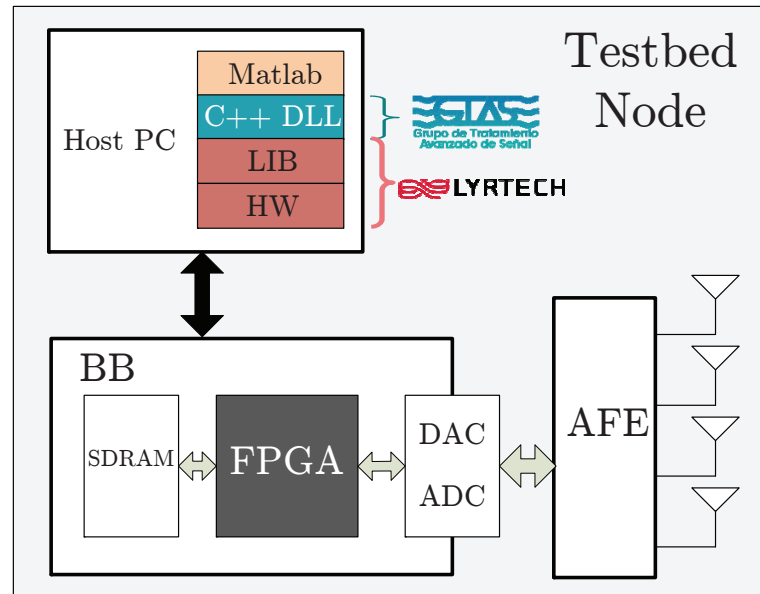 Testbed
Node
Host PC
Matlab
C++ DLL
LIB
HW
GTAS
Grupo de Tratamiento
Avanzado de Señal
LYRTECH
BB
SDRAM
FPGA
DAC
ADC
AFE